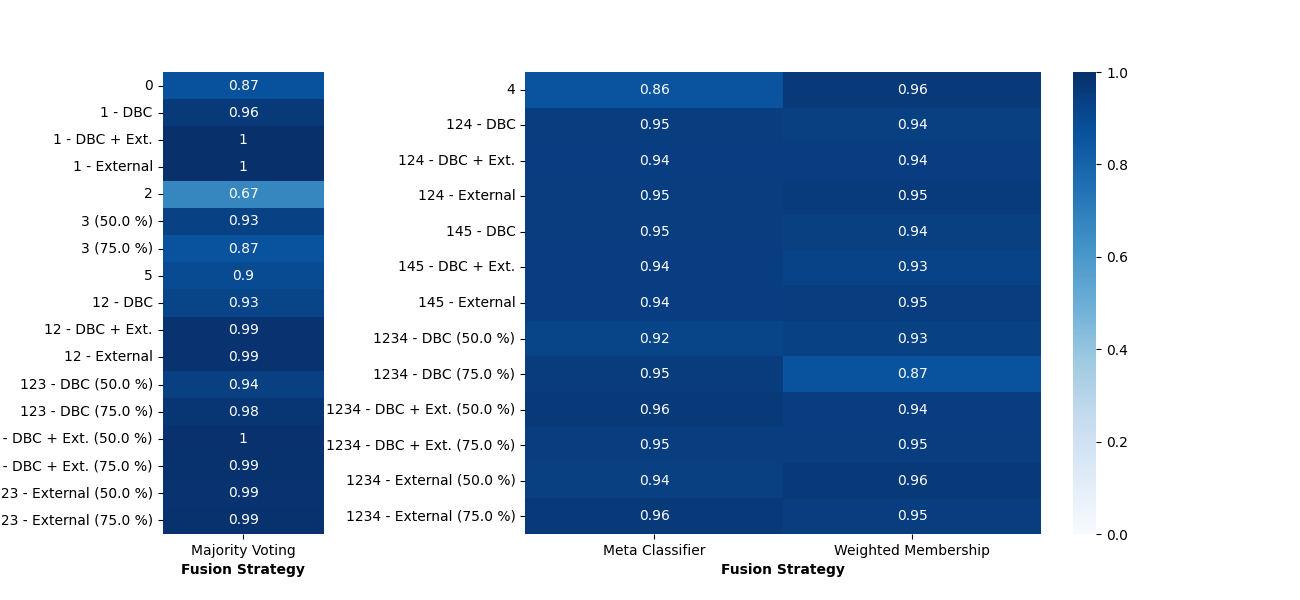 0 0.87
1 - DBC 0.96
1 - DBC + Ext. 1
1 - External 1
2 0.67
3 (50.0 %) 0.93
3 (75.0 %) 0.87
5 0.9
12 - DBC 0.93
12 - DBC + Ext. 0.99
12 - External 0.99
123 - DBC (50.0 %) 0.94
123 - DBC (75.0 %) 0.98
- DBC + Ext. (50.0 %) 1
- DBC + Ext. (75.0 %) 0.99
23 - External (50.0 %) 0.99
23 - External (75.0 %) 0.99
Majority Voting
Fusion Strategy
4 0.86 0.96
124 - DBC 0.95 0.94
124 - DBC + Ext. 0.94 0.94
124 - External 0.95 0.95
145 - DBC 0.95 0.94
145 - DBC + Ext. 0.94 0.93
145 - External 0.94 0.95
1234 - DBC (50.0 %) 0.92 0.93
1234 - DBC (75.0 %) 0.95 0.87
1234 - DBC + Ext. (50.0 %) 0.96 0.94
1234 - DBC + Ext. (75.0 %) 0.95 0.95
1234 - External (50.0 %) 0.94 0.96
1234 - External (75.0 %) 0.96 0.95
Meta Classifier Weighted Membership
Fusion Strategy
1.0
0.8
0.6
0.4
0.2
0.0